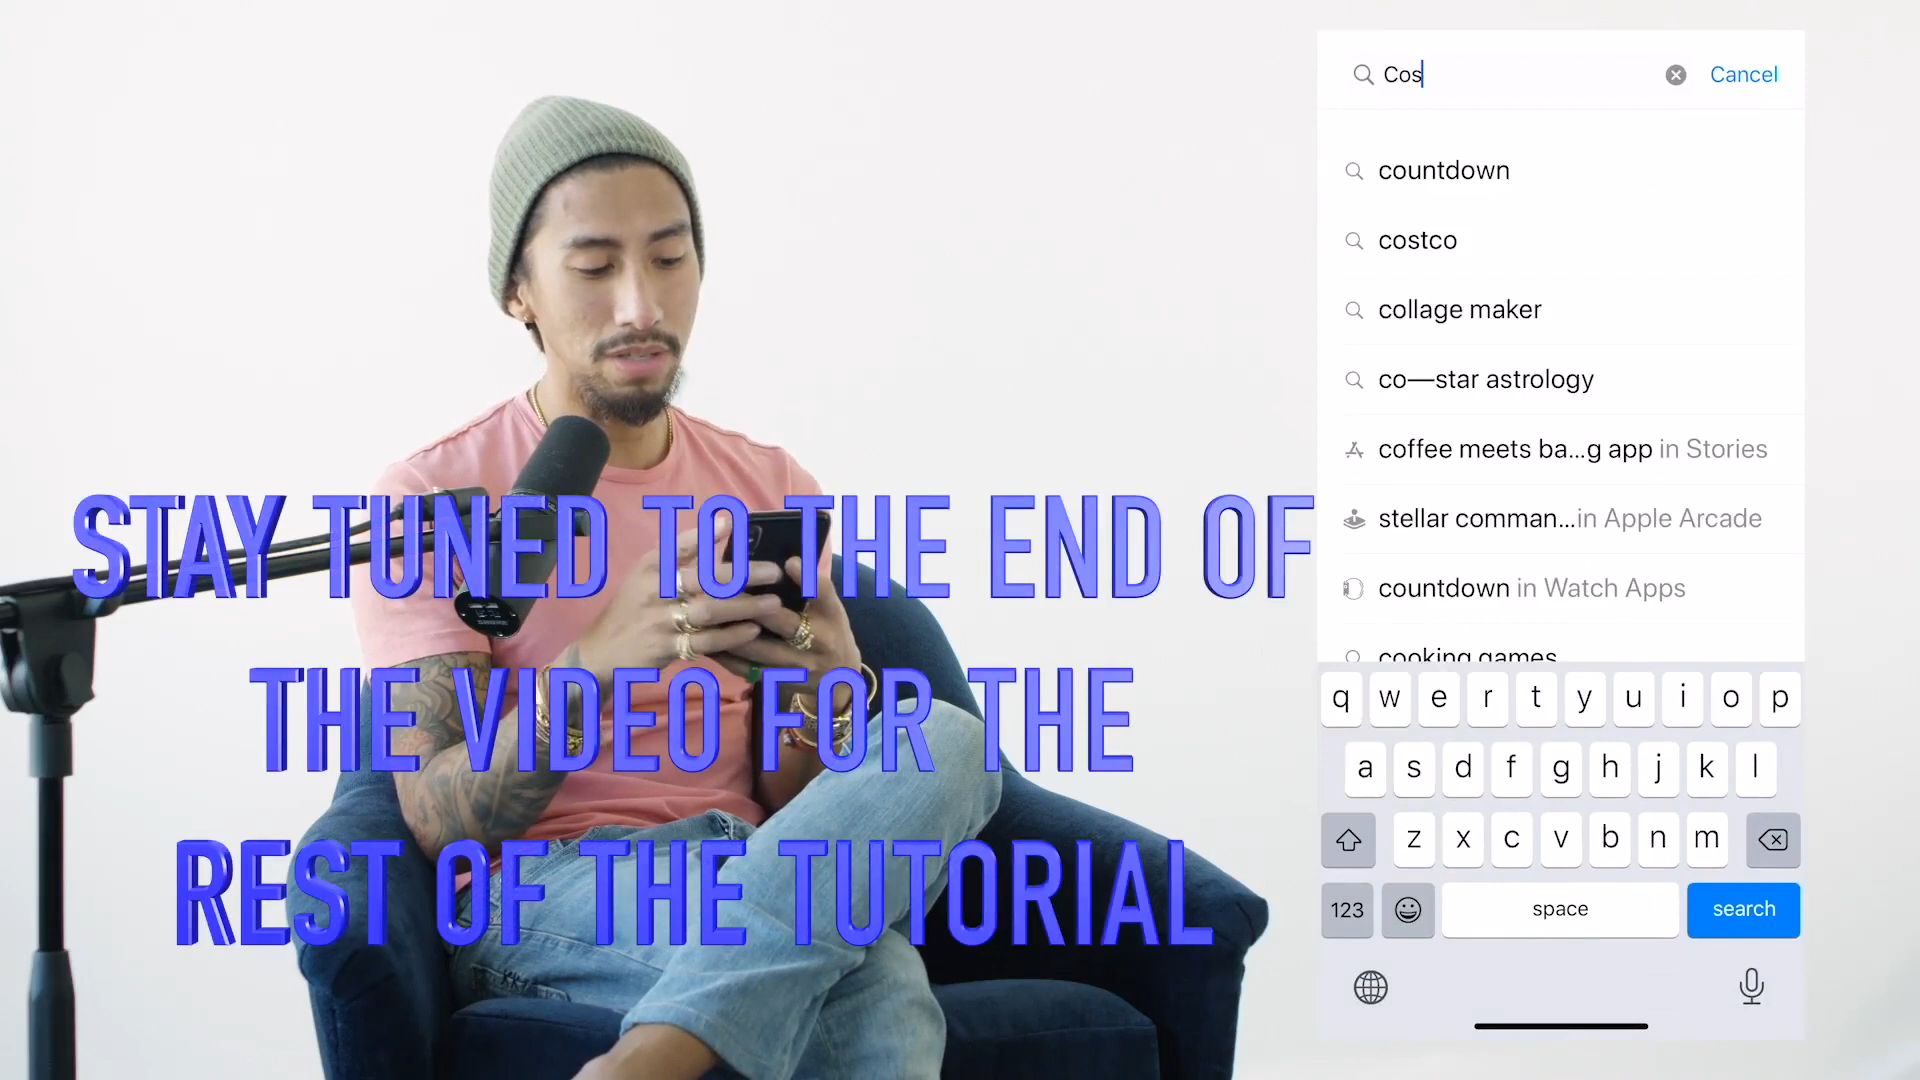 Cos
Cancel
countdown
costco
collage maker
co—star astrology
coffee meets ba...g app in Stories
stellar comman...in Apple Arcade
countdown in Watch Apps
cooking games
STAY TUNED TO THE END OF
THE VIDEO FOR THE
REST OF THE TUTORIAL
q w e r t y u i o p
a s d f g h j k l
z x c v b n m
123
space
search